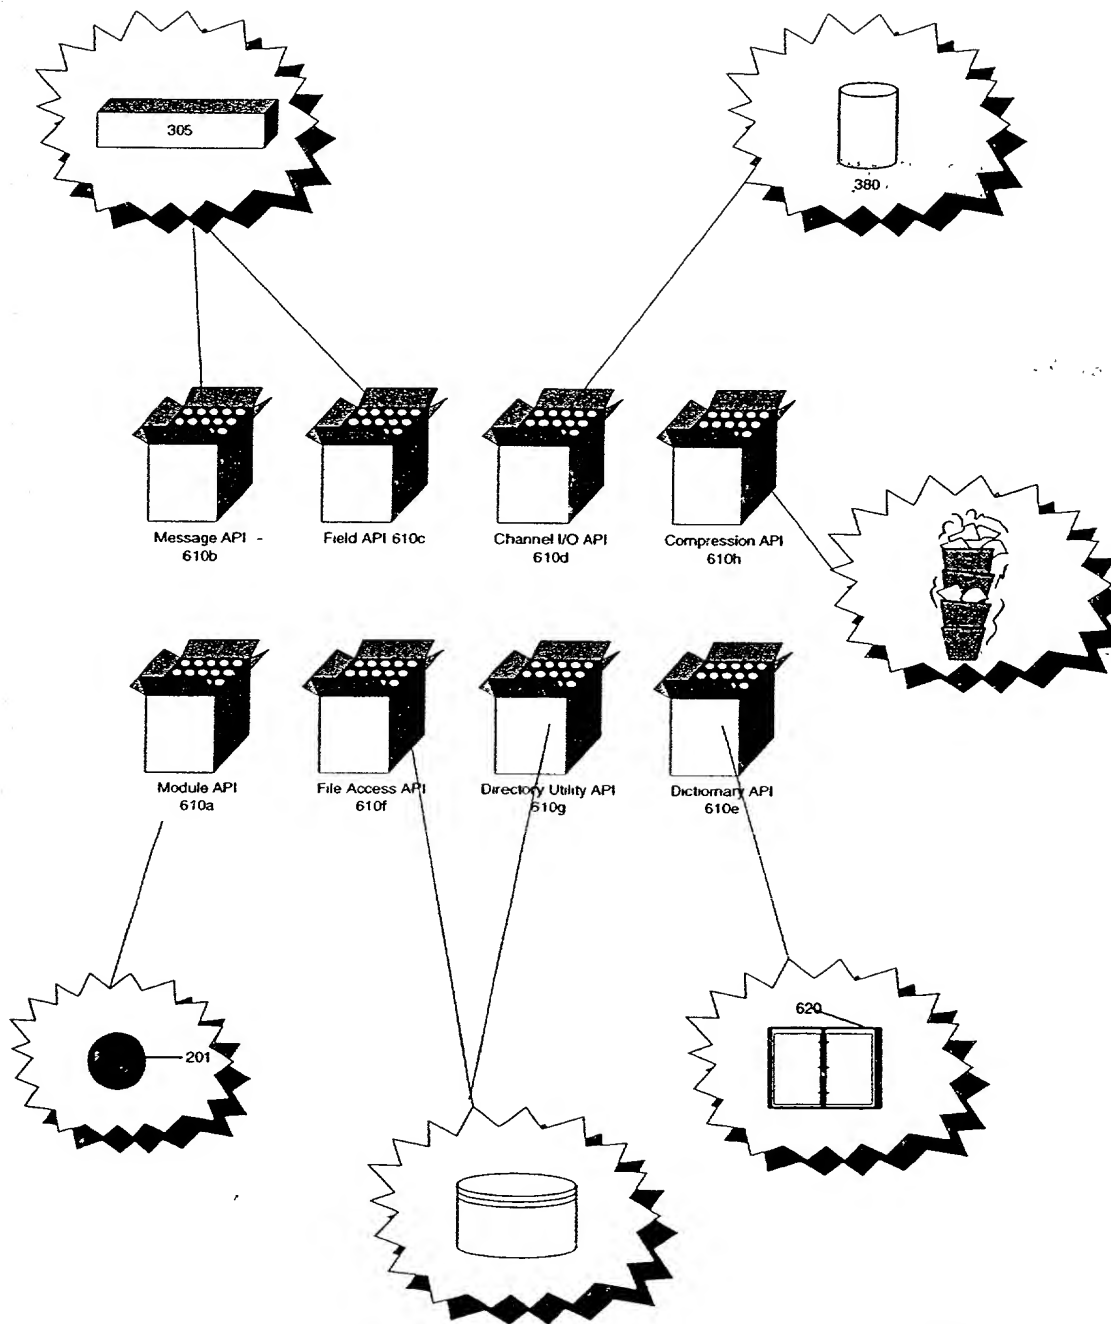 305
380
Message API -
610b
Field API 610c
Channel I/O API
610d
Compression API
610h
Module API
610a
File Access API
610f
Directory Utility API
610g
Dictionary API
610e
201
620